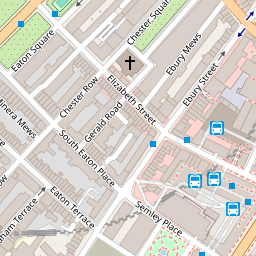 Chester Square
Eaton Square
Ebury Mews
Chester Row
Elizabeth Street
Ebury Street
Gerald Road
South Eaton Place
Eaton Terrace
Semley Place